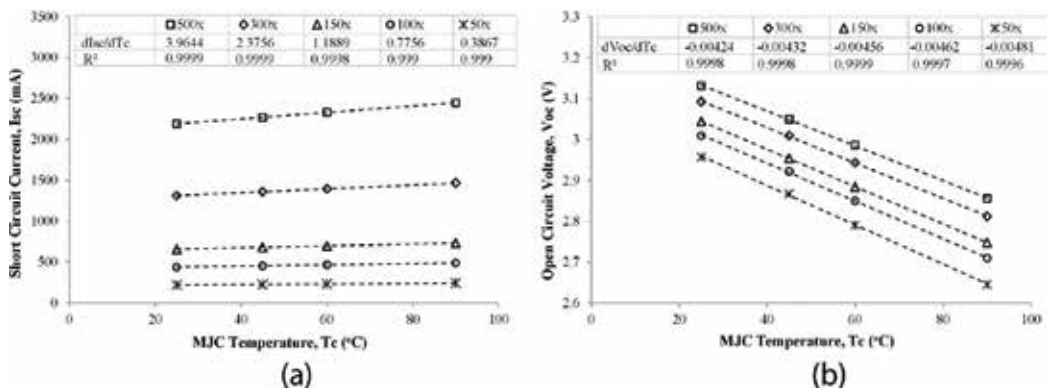 500x 300x 150x 100x 50x
dIsc/dTc 3.9644 2.3756 1.1889 0.7756 0.3867
R² 0.9999 0.9999 0.9998 0.999 0.999
3500
3000
2500
2000
1500
1000
500
0
0 20 40 60 80 100
Short Circuit Current, Isc (mA)
MJC Temperature, Tc (°C)
(a)
500x 300x 150x 100x 50x
dVoc/dTc -0.00424 -0.00432 -0.00456 -0.00462 -0.00481
R² 0.9998 0.9998 0.9999 0.9997 0.9996
3.3
3.2
3.1
3
2.9
2.8
2.7
2.6
0 20 40 60 80 100
Open Circuit Voltage, Voc (V)
MJC Temperature, Tc (°C)
(b)